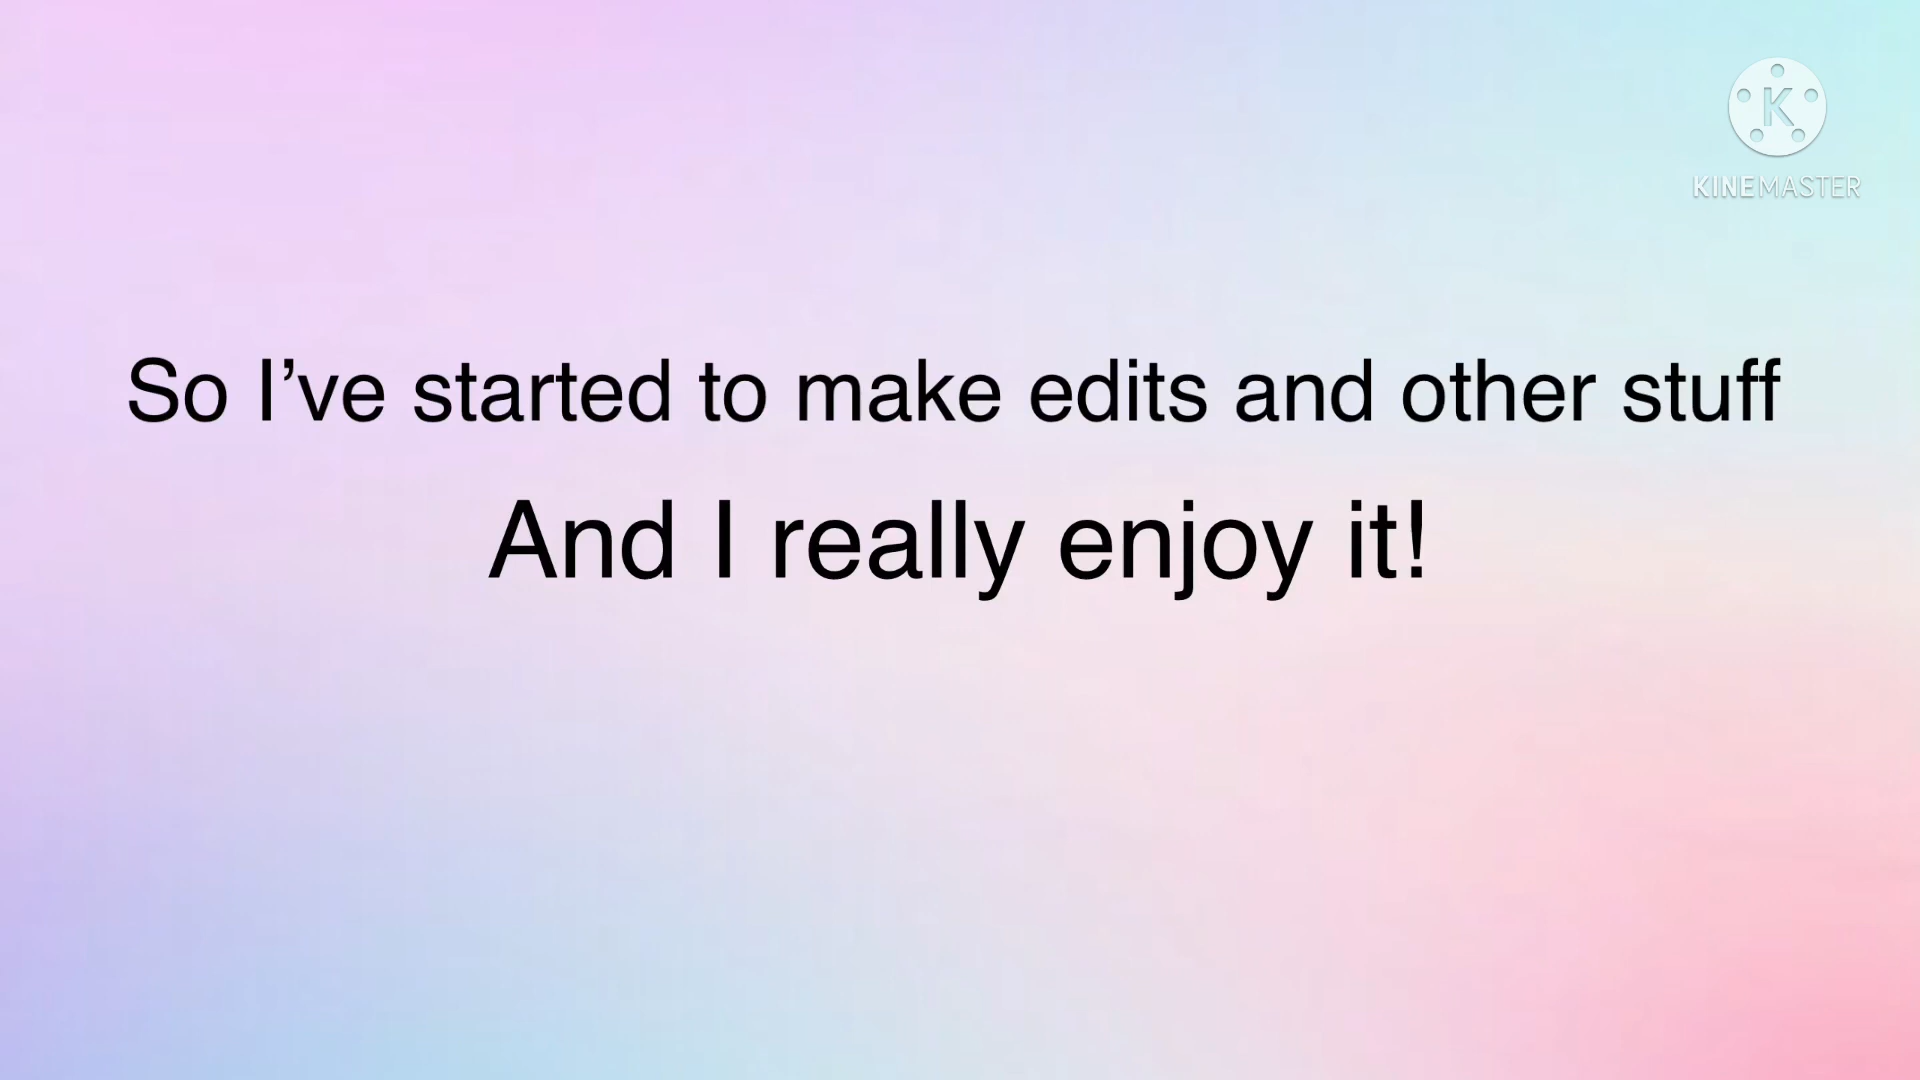 K
KINEMASTER
So I’ve started to make edits and other stuff
And I really enjoy it!